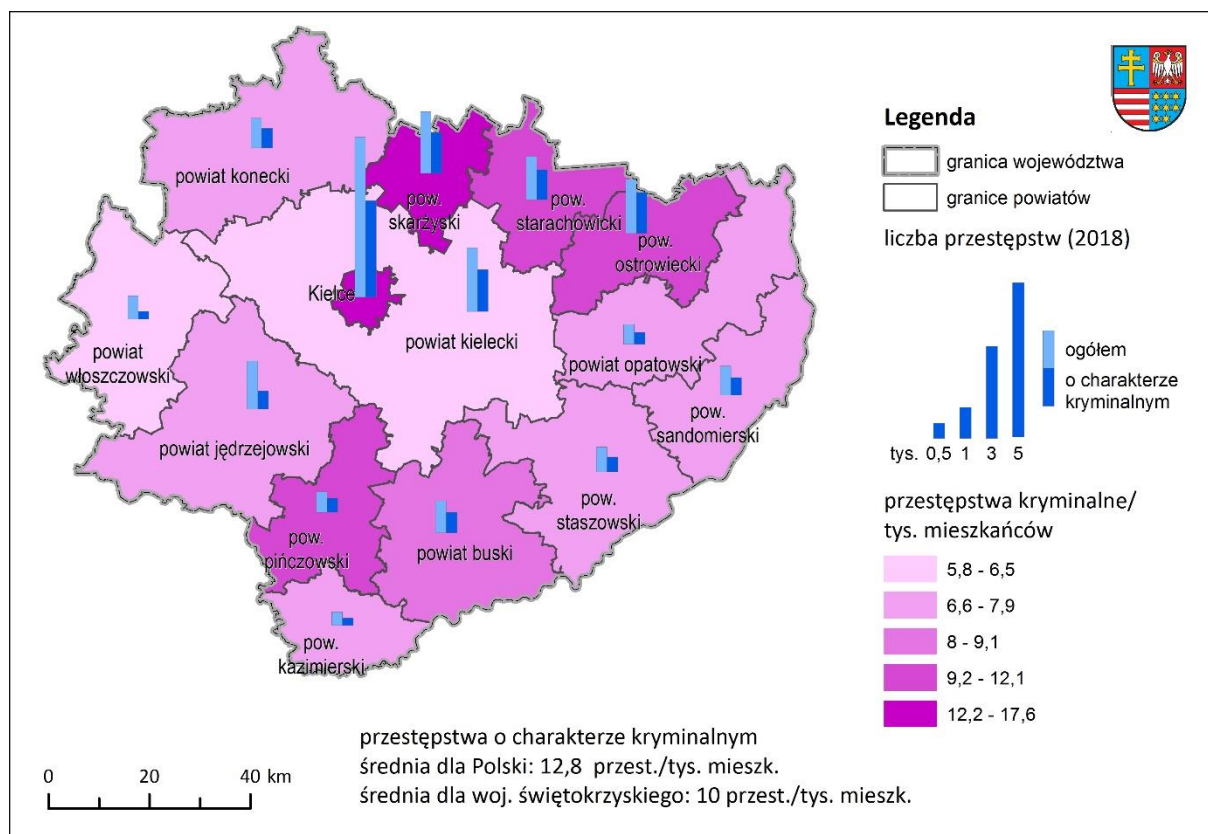 powiat konecki
pow.
skarżyski
pow.
starachowicki
pow.
ostrowiecki
Kielce
powiat kielecki
powiat
włoszczowski
powiat opatowski
pow.
sandomierski
powiat jędrzejowski
pow.
staszowski
pow.
pińczowski
powiat buski
pow.
kazimierski
Legenda
granica województwa
granice powiatów
liczba przestępstw (2018)
ogółem
o charakterze
kryminalnym
tys. 0,5 1 3 5
przestępstwa kryminalne/
tys. mieszkańców
5,8 - 6,5
6,6 - 7,9
8 - 9,1
9,2 - 12,1
12,2 - 17,6
przestępstwa o charakterze kryminalnym
średnia dla Polski: 12,8 przest./tys. mieszk.
średnia dla woj. świętokrzyskiego: 10 przest./tys. mieszk.
0 20 40 km